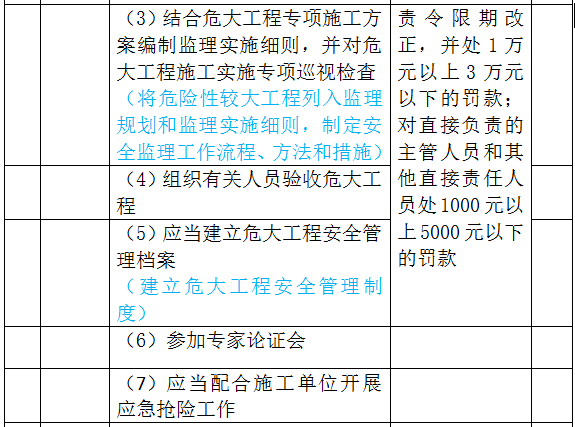 （3）结合危大工程专项施工方
案编制监理实施细则，并对危
大工程施工实施专项巡视检查
（将危险性较大工程列入监理
规划和监理实施细则，制定安
全监理工作流程、方法和措施）
（4）组织有关人员验收危大工
程
（5）应当建立危大工程安全管
理档案
（建立危大工程安全管理制
度）
（6）参加专家论证会
（7）应当配合施工单位开展
应急抢险工作
责令限期改
正，并处 1 万
元以上 3 万元
以下的罚款；
对直接负责的
主管人员和其
他直接责任人
员处 1000 元以
上 5000 元以下
的罚款